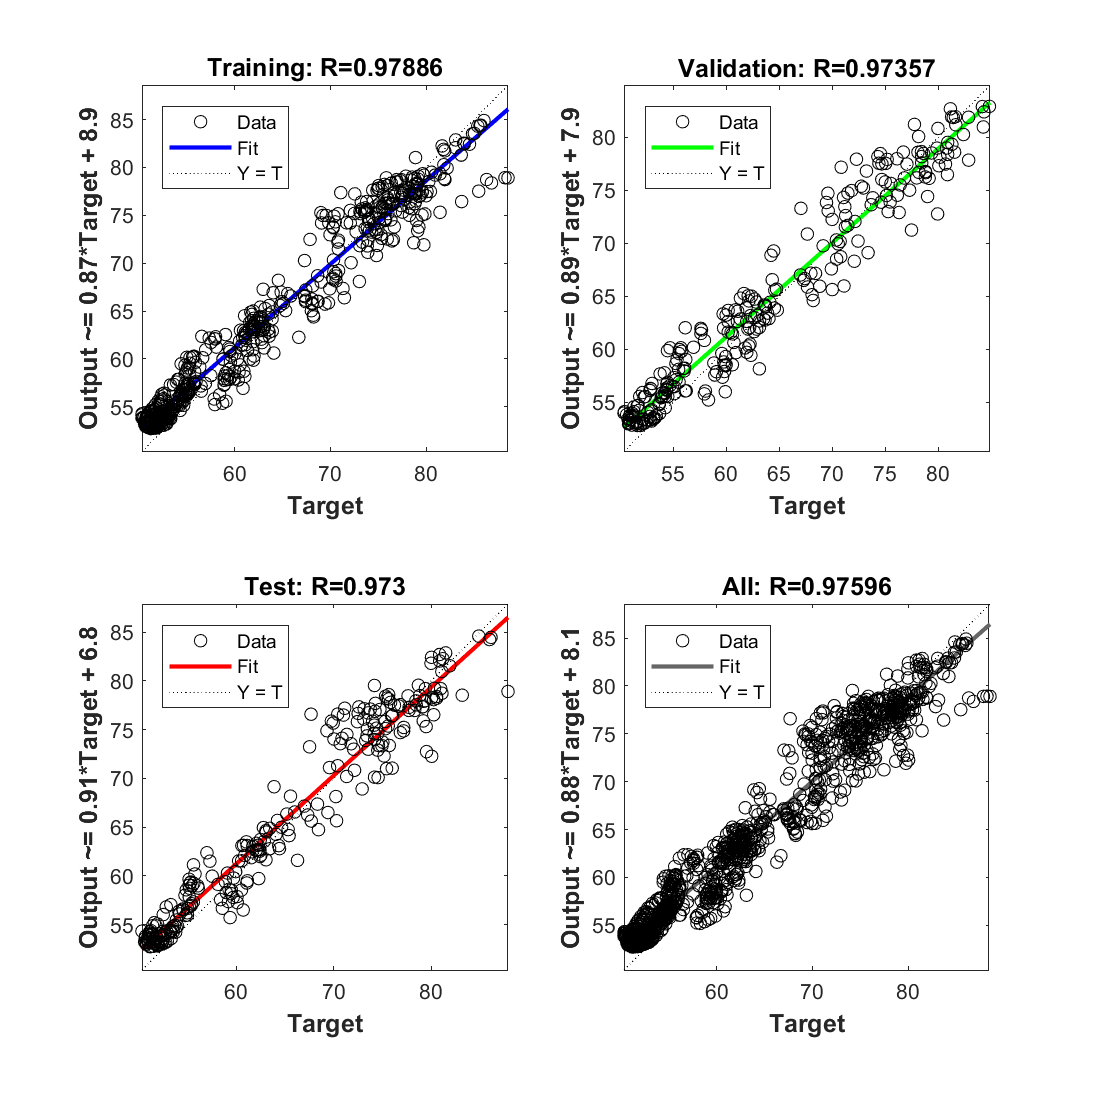 Training: R=0.97886
Output ~= 0.87*Target + 8.9
85
80
75
70
65
60
55
Data
Fit
Y = T
60 70 80
Target
Validation: R=0.97357
Output ~= 0.89*Target + 7.9
80
75
70
65
60
55
Data
Fit
Y = T
55 60 65 70 75 80
Target
Test: R=0.973
Output ~= 0.91*Target + 6.8
85
80
75
70
65
60
55
Data
Fit
Y = T
60 70 80
Target
All: R=0.97596
Output ~= 0.88*Target + 8.1
85
80
75
70
65
60
55
Data
Fit
Y = T
60 70 80
Target